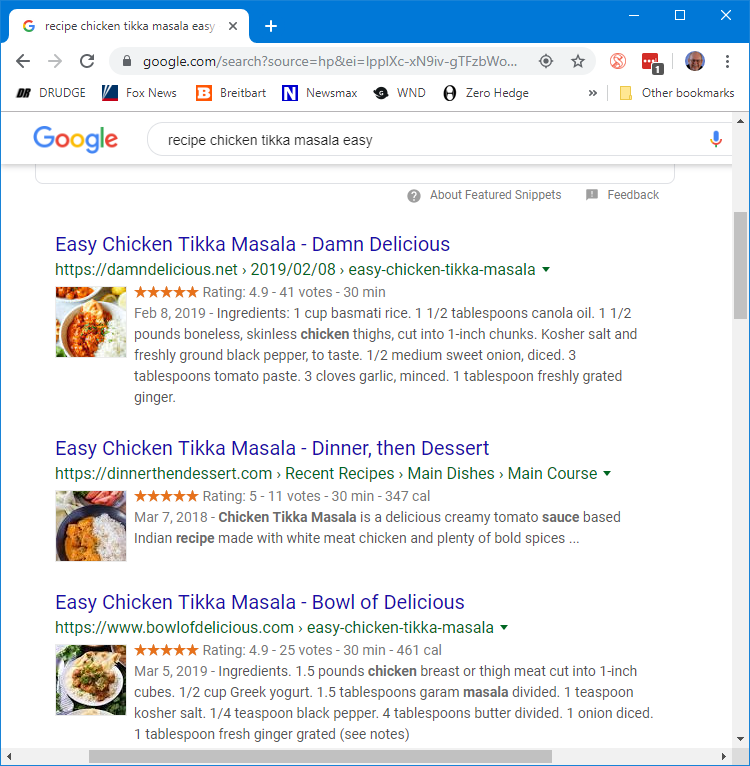 recipe chicken tikka masala easy
google.com/search?source=hp&ei=IppIXc-xN9iv-gTFzbWo...
1
DR DRUDGE Fox News B Breitbart N Newsmax WND Zero Hedge » Other bookmarks
Google recipe chicken tikka masala easy
About Featured Snippets Feedback
Easy Chicken Tikka Masala - Damn Delicious
https://damndelicious.net › 2019/02/08 › easy-chicken-tikka-masala
★★★★★ Rating: 4.9 - 41 votes - 30 min
Feb 8, 2019 - Ingredients: 1 cup basmati rice. 1 1/2 tablespoons canola oil. 1 1/2
pounds boneless, skinless chicken thighs, cut into 1-inch chunks. Kosher salt and
freshly ground black pepper, to taste. 1/2 medium sweet onion, diced. 3
tablespoons tomato paste. 3 cloves garlic, minced. 1 tablespoon freshly grated
ginger.
Easy Chicken Tikka Masala - Dinner, then Dessert
https://dinnerthendessert.com › Recent Recipes › Main Dishes › Main Course
★★★★★ Rating: 5 - 11 votes - 30 min - 347 cal
Mar 7, 2018 - Chicken Tikka Masala is a delicious creamy tomato sauce based
Indian recipe made with white meat chicken and plenty of bold spices ...
Easy Chicken Tikka Masala - Bowl of Delicious
https://www.bowlofdelicious.com › easy-chicken-tikka-masala
★★★★★ Rating: 4.9 - 25 votes - 30 min - 461 cal
Mar 5, 2019 - Ingredients. 1.5 pounds chicken breast or thigh meat cut into 1-inch
cubes. 1/2 cup Greek yogurt. 1.5 tablespoons garam masala divided. 1 teaspoon
kosher salt. 1/4 teaspoon black pepper. 4 tablespoons butter divided. 1 onion diced.
1 tablespoon fresh ginger grated (see notes)